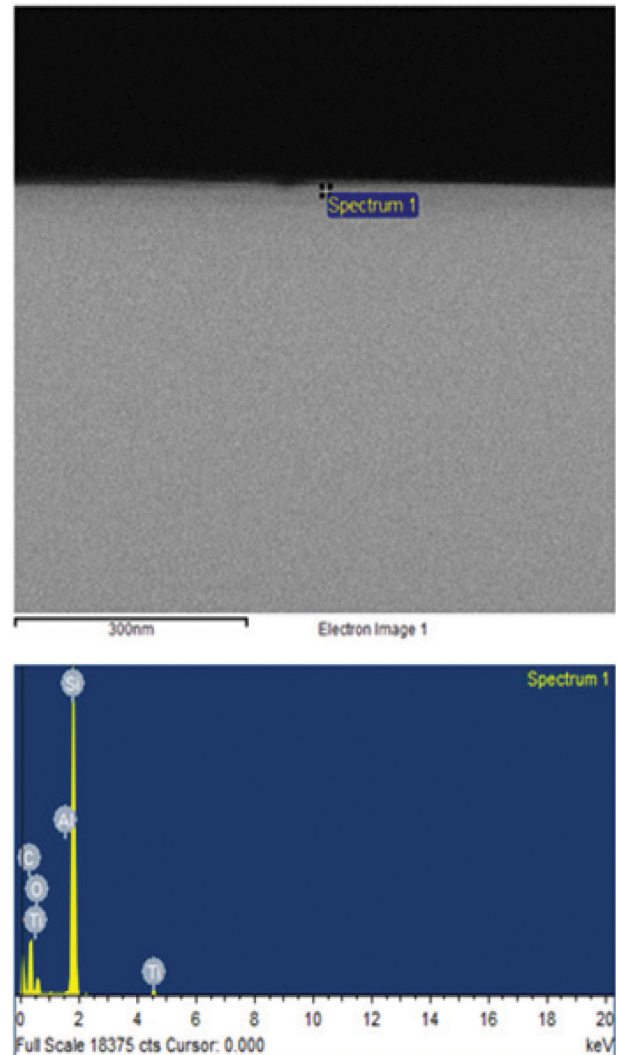 Spectrum 1
300nm Electron Image 1
Spectrum 1
Si
Al
C
O
Ti
Ti
0 2 4 6 8 10 12 14 16 18 20
Full Scale 18375 cts Cursor: 0.000 keV